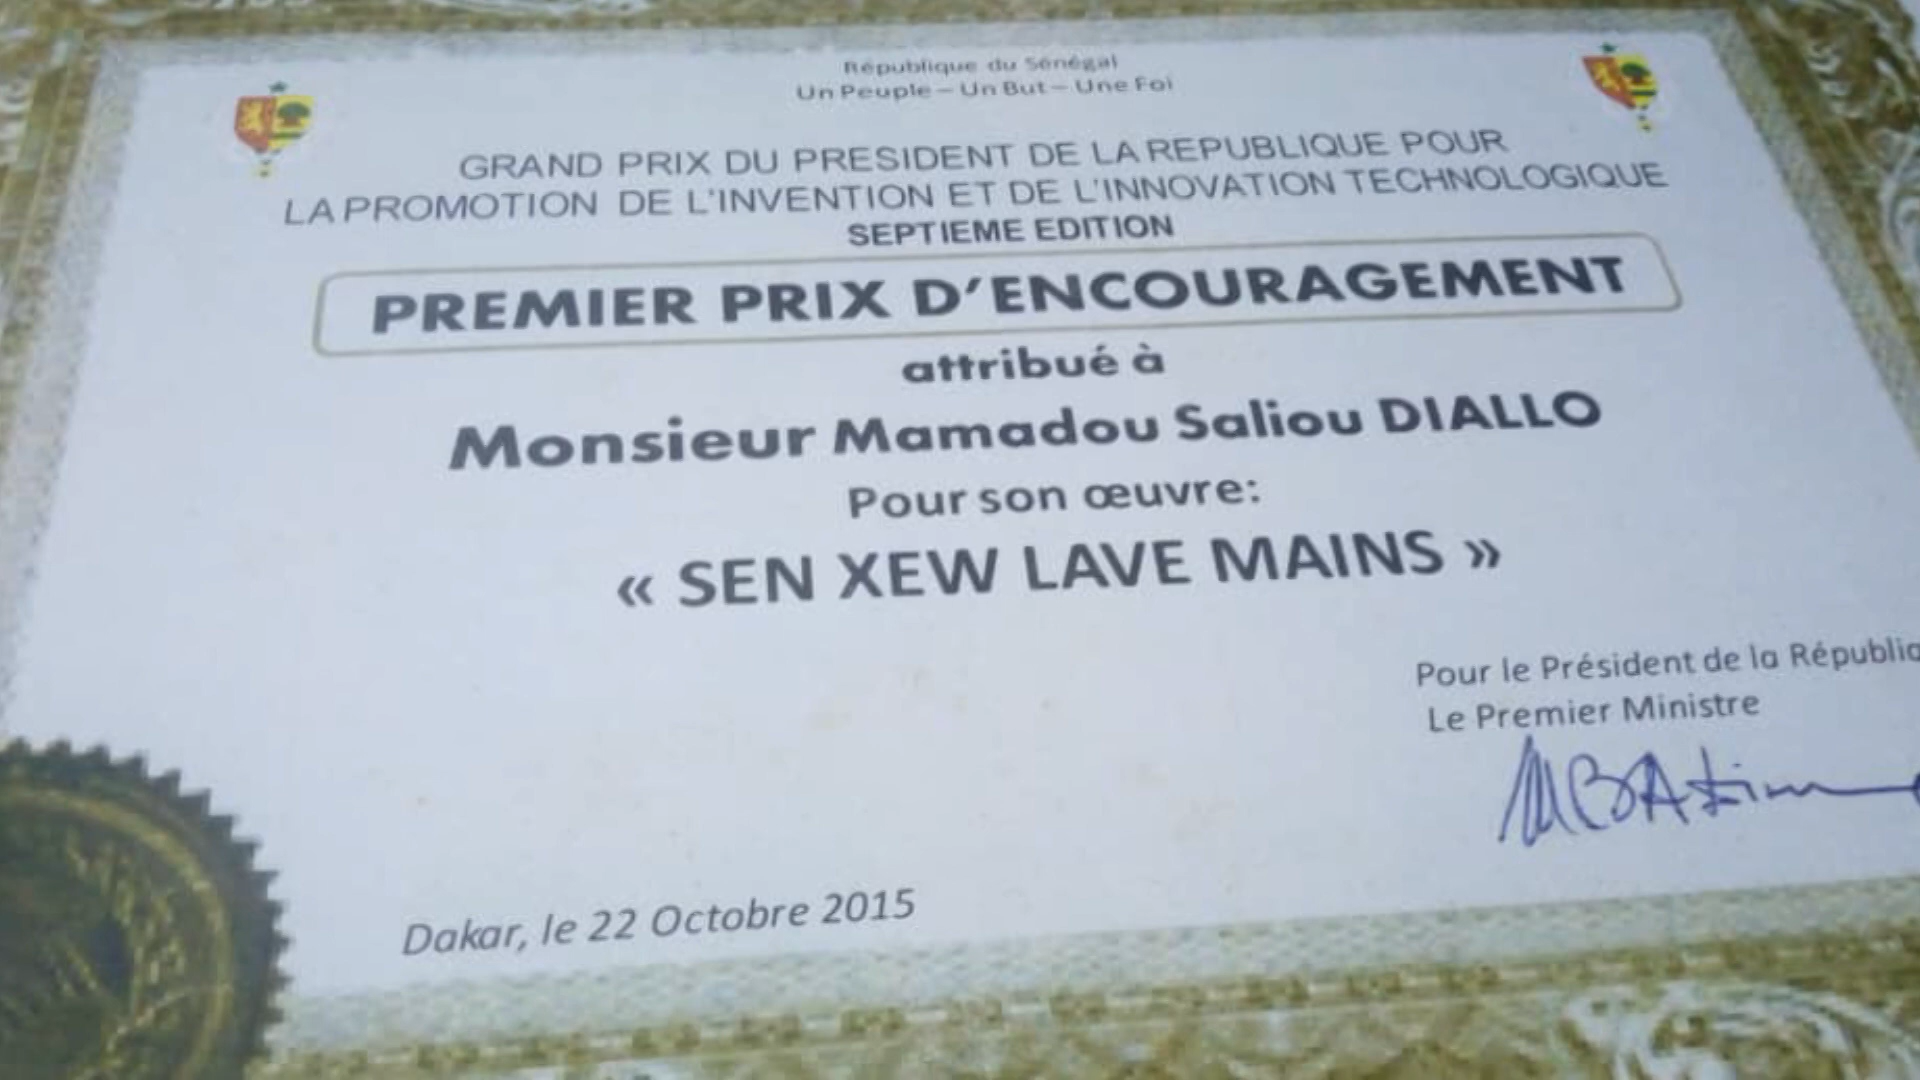 République du Sénégal
Un Peuple – Un But – Une Foi
GRAND PRIX DU PRESIDENT DE LA REPUBLIQUE POUR
LA PROMOTION DE L'INVENTION ET DE L'INNOVATION TECHNOLOGIQUE
SEPTIEME EDITION
PREMIER PRIX D'ENCOURAGEMENT
attribué à
Monsieur Mamadou Saliou DIALLO
Pour son œuvre:
« SEN XEW LAVE MAINS »
Pour le Président de la Républiq
Le Premier Ministre
Dakar, le 22 Octobre 2015